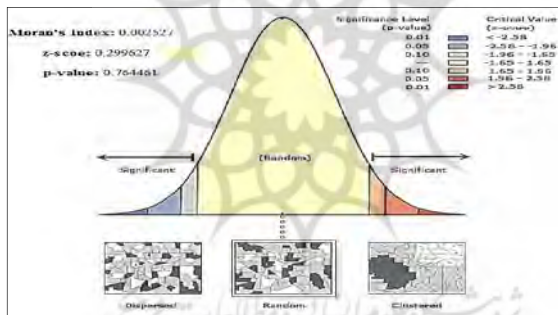 Moran's Index: 0.002527
z-scoe: 0.299627
p-value: 0.764461
Significance Level
(p-value)
Critical Value
(z-score)
0.01 < -2.58
0.05 -2.58 - -1.96
0.10 -1.96 - -1.65
— -1.65 - 1.65
0.10 1.65 - 1.96
0.05 1.96 - 2.58
0.01 > 2.58
(Random)
Significant
Significant
Dispersed
Random
Clustered